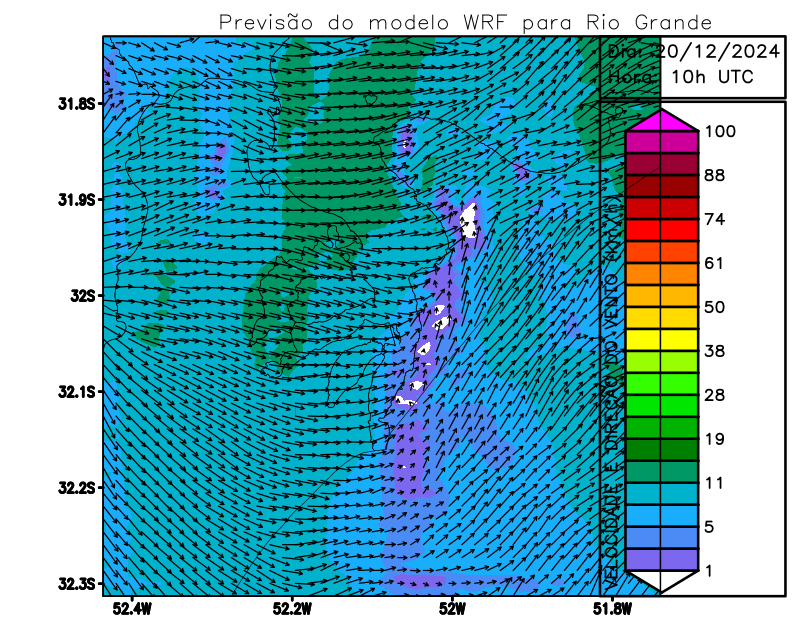 Previsão do modelo WRF para Rio Grande
Dia: 20/12/2024
Hora: 10h UTC
31.8S
31.9S
32S
32.1S
32.2S
32.3S
52.4W
52.2W
52W
51.8W
100
88
74
61
50
38
28
19
11
5
1
VELOCIDADE E DIREÇÃO DO VENTO (Km/h)